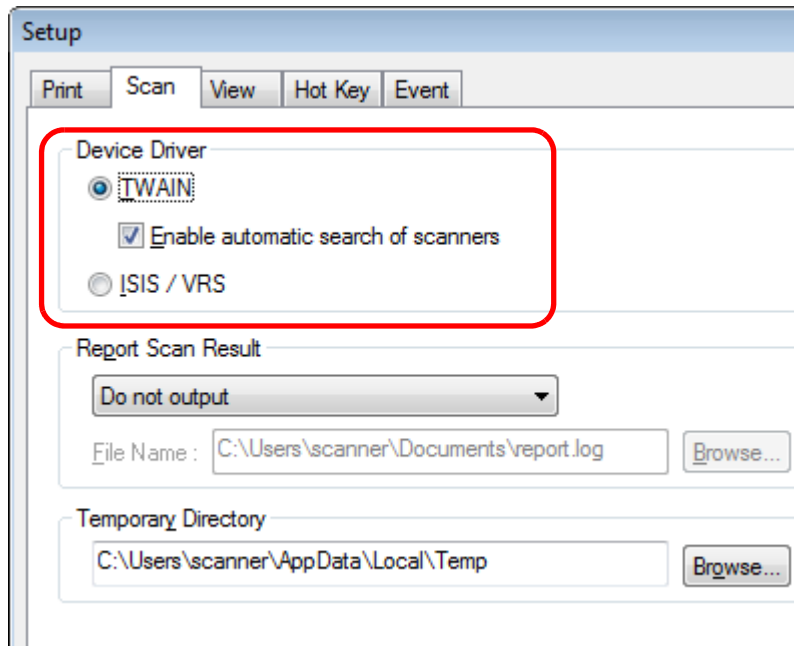 Setup
Print Scan View Hot Key Event
Device Driver
TWAIN
Enable automatic search of scanners
ISIS / VRS
Report Scan Result
Do not output
File Name : C:\Users\scanner\Documents\report.log Browse...
Temporary Directory
C:\Users\scanner\AppData\Local\Temp Browse...